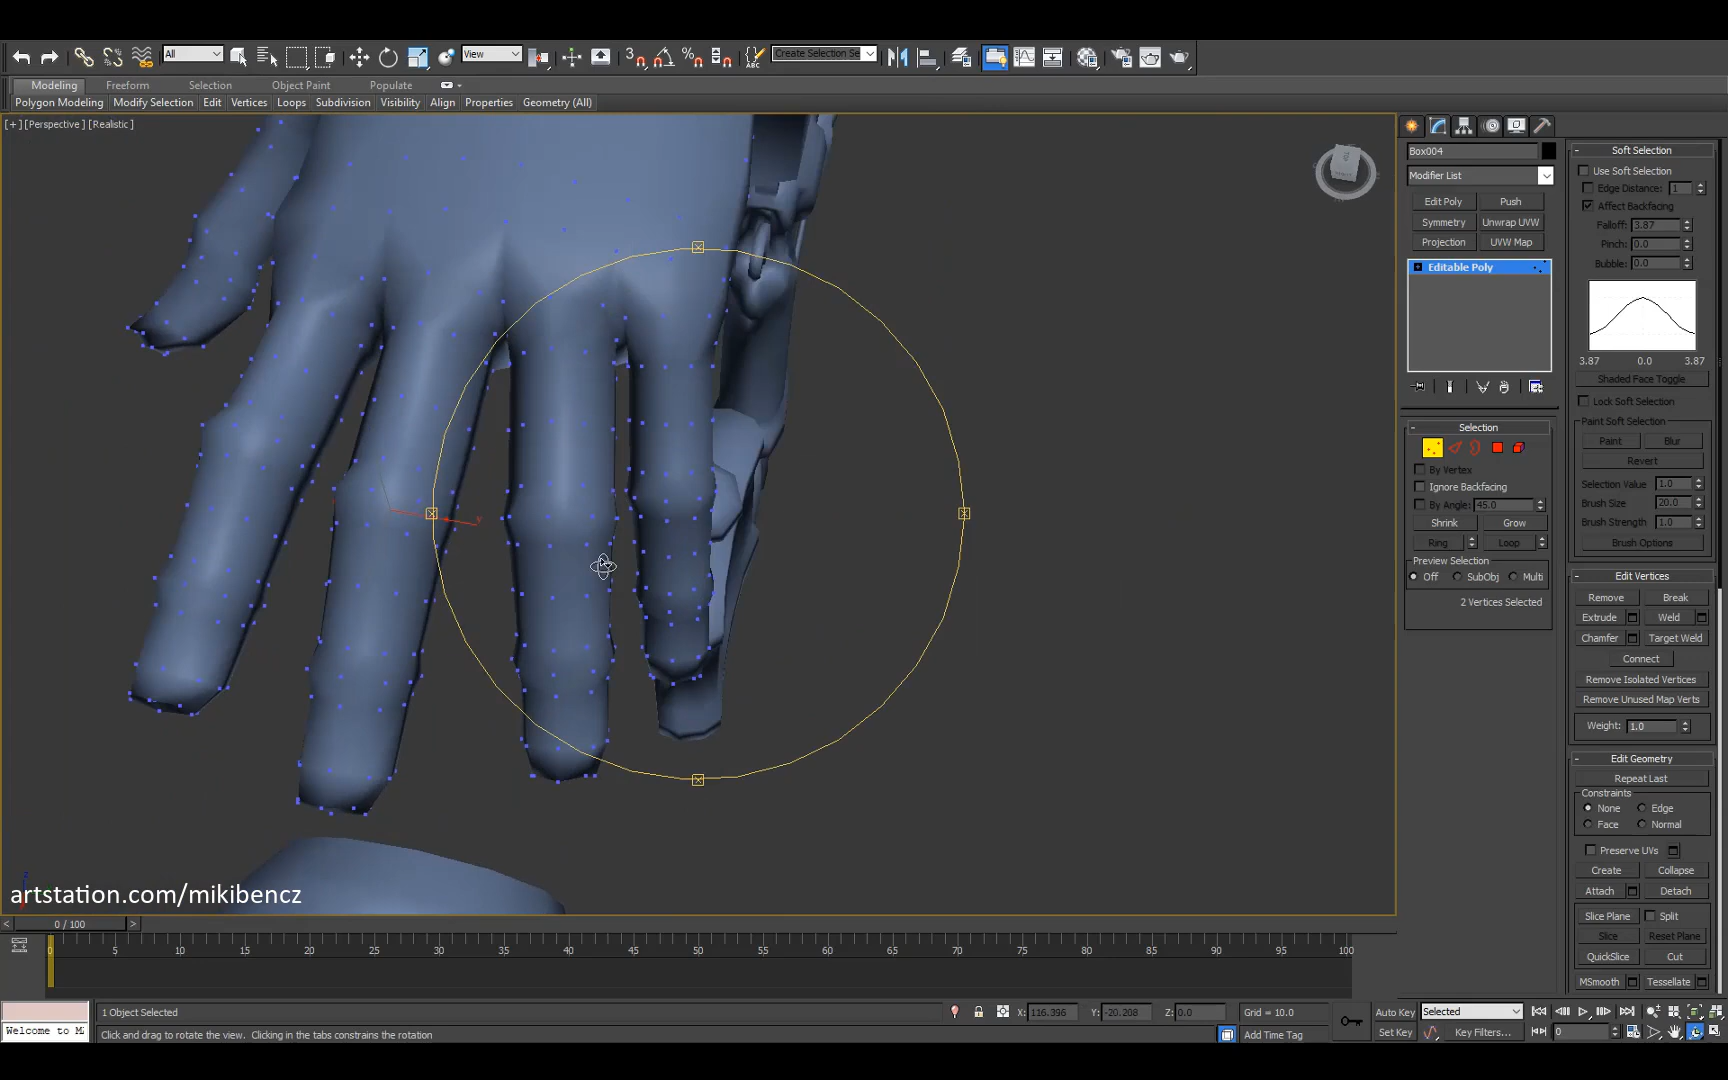 All
View
Create Selection Se
Modeling Freeform Selection Object Paint Populate
Polygon Modeling Modify Selection Edit Vertices Loops Subdivision Visibility Align Properties Geometry (All)
[+] [Perspective] [Realistic]
Box004
Modifier List
Edit Poly Push
Symmetry Unwrap UVW
Projection UVW Map
Editable Poly
Selection
By Vertex
Ignore Backfacing
By Angle: 45.0
Shrink Grow
Ring Loop
Preview Selection
Off SubObj Multi
2 Vertices Selected
Soft Selection
Use Soft Selection
Edge Distance: 1
Affect Backfacing
Falloff: 3.87
Pinch: 0.0
Bubble: 0.0
3.87 0.0 3.87
Shaded Face Toggle
Lock Soft Selection
Paint Soft Selection
Paint Blur
Revert
Selection Value 1.0
Brush Size 20.0
Brush Strength 1.0
Brush Options
Edit Vertices
Remove Break
Extrude Weld
Chamfer Target Weld
Connect
Remove Isolated Vertices
Remove Unused Map Verts
Weight: 1.0
Edit Geometry
Repeat Last
Constraints
None Edge
Face Normal
Preserve UVs
Create Collapse
Attach Detach
Slice Plane Split
Slice Reset Plane
QuickSlice Cut
MSmooth Tessellate
artstation.com/mikibencz
0 / 100
0 5 10 15 20 25 30 35 40 45 50 55 60 65 70 75 80 85 90 95 100
1 Object Selected
X: 116.396 Y: -20.208 Z: 0.0 Grid = 10.0
Auto Key Selected
Welcome to M
Click and drag to rotate the view. Clicking in the tabs constrains the rotation
Add Time Tag
Set Key Key Filters... 0